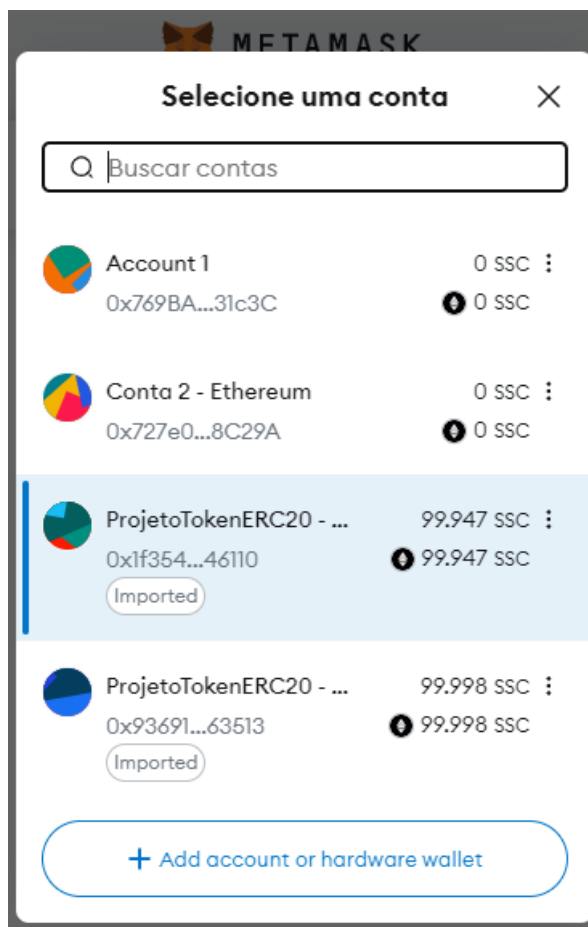 METAMASK
Selecione uma conta
Buscar contas
Account 1 0 SSC
0x769BA...31c3C 0 SSC
Conta 2 - Ethereum 0 SSC
0x727e0...8C29A 0 SSC
ProjetoTokenERC20 - ... 99.947 SSC
0x1f354...46110 99.947 SSC
Imported
ProjetoTokenERC20 - ... 99.998 SSC
0x93691...63513 99.998 SSC
Imported
+ Add account or hardware wallet